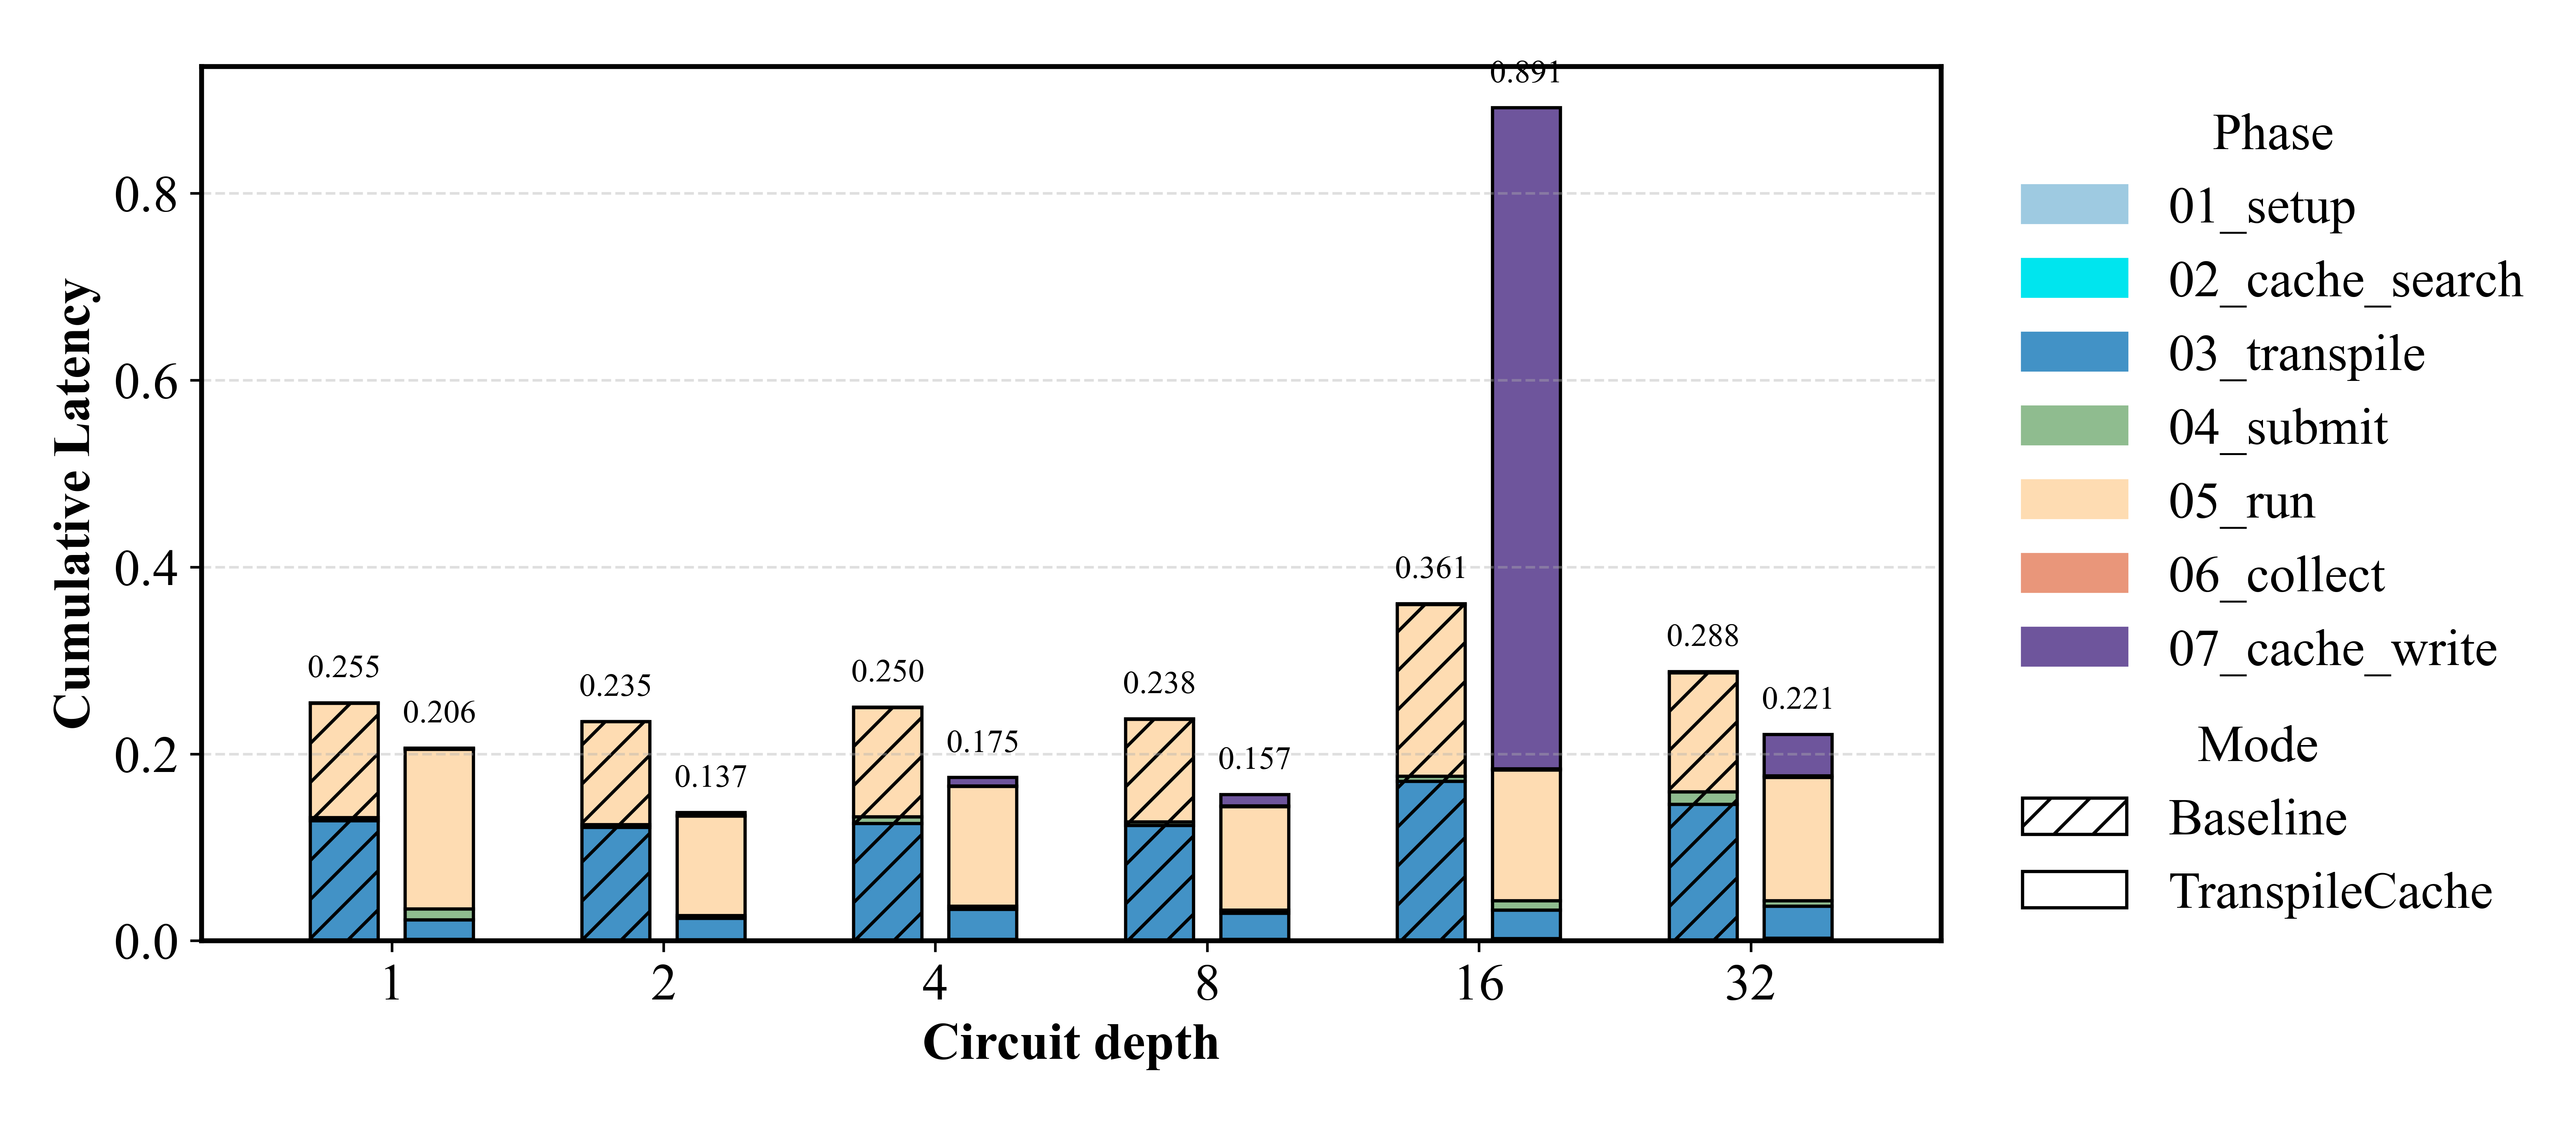 0.891
0.8
0.6
0.4
0.2
0.0
Cumulative Latency
0.255
0.206
0.235
0.137
0.250
0.175
0.238
0.157
0.361
0.288
0.221
1 2 4 8 16 32
Circuit depth
Phase
01_setup
02_cache_search
03_transpile
04_submit
05_run
06_collect
07_cache_write
Mode
Baseline
TranspileCache